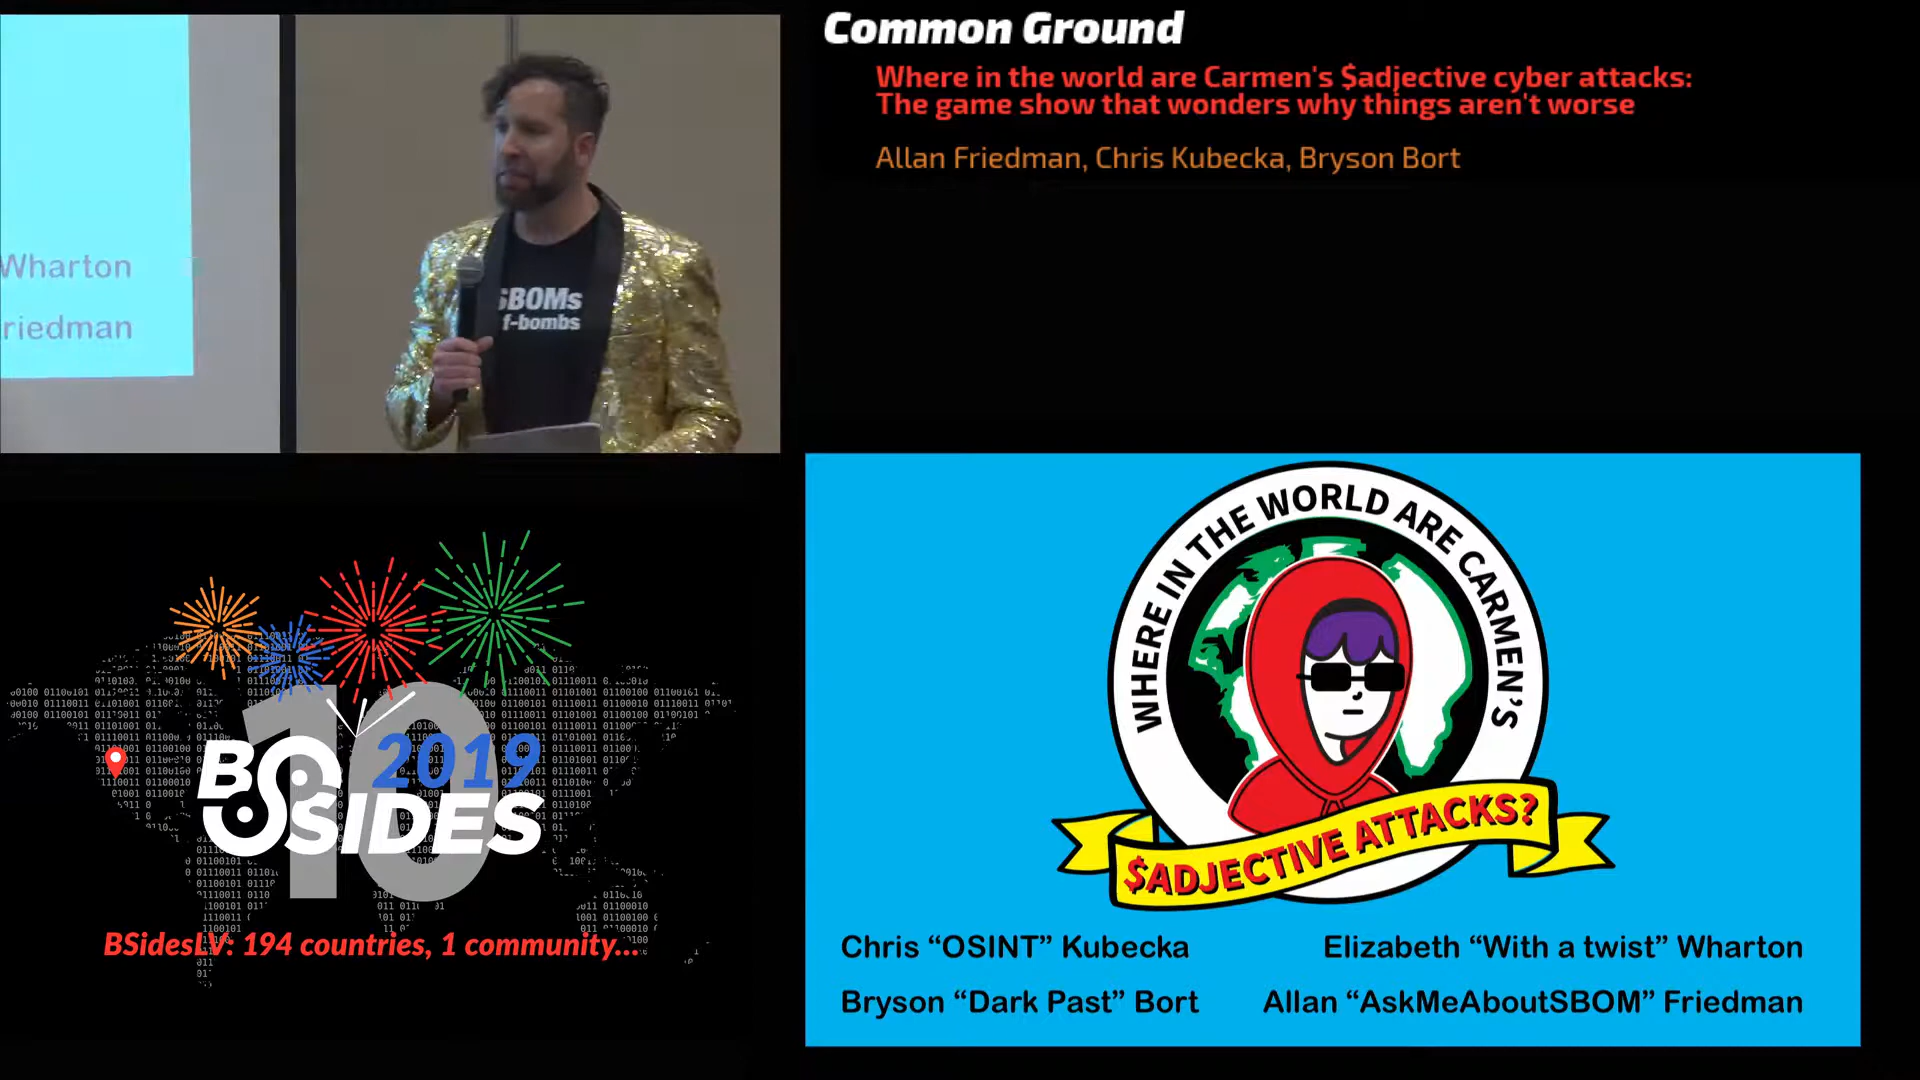 Common Ground
Where in the world are Carmen's $adjective cyber attacks:
The game show that wonders why things aren't worse
Allan Friedman, Chris Kubecka, Bryson Bort
Wharton
riedman
SBOMs
f-bombs
WHERE IN THE WORLD ARE CARMEN'S
$ADJECTIVE ATTACKS?
Chris “OSINT” Kubecka
Elizabeth “With a twist” Wharton
Bryson “Dark Past” Bort
Allan “AskMeAboutSBOM” Friedman
10
2019
BSIDES
BSidesLV: 194 countries, 1 community...